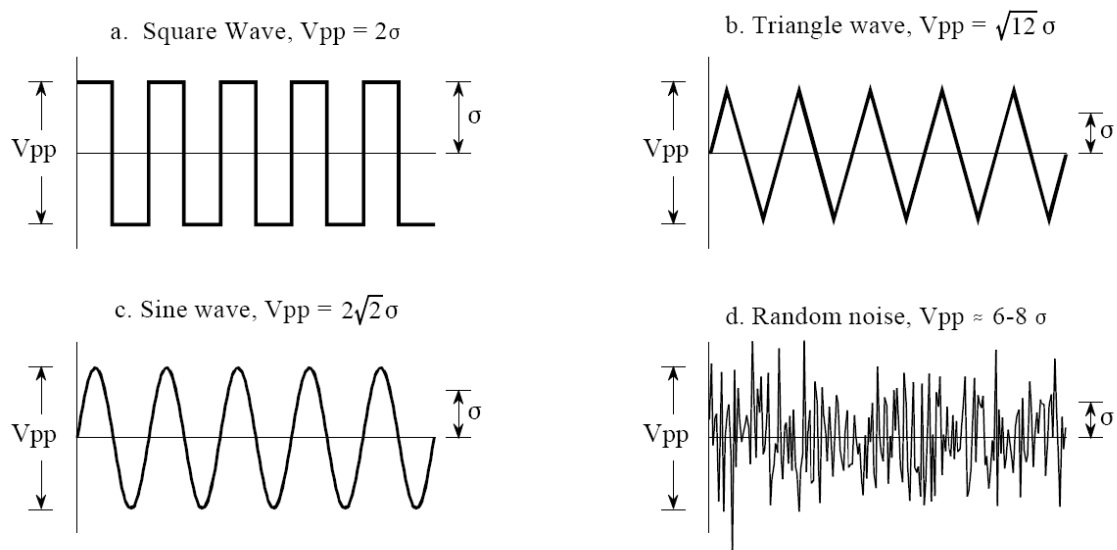 a. Square Wave, Vpp = 2σ
Vpp
σ
b. Triangle wave, Vpp = √12 σ
Vpp
σ
c. Sine wave, Vpp = 2√2 σ
Vpp
σ
d. Random noise, Vpp ≈ 6-8 σ
Vpp
σ